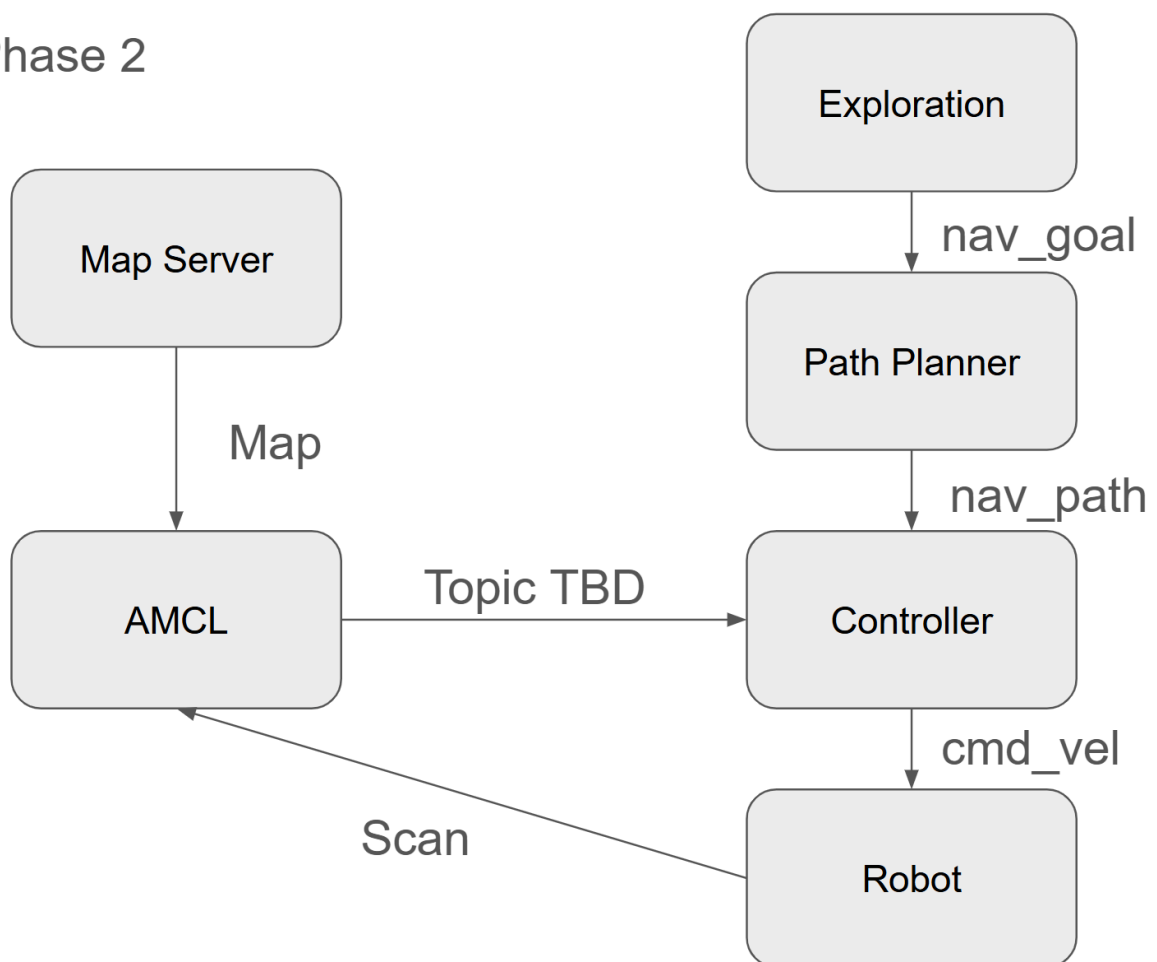 hase 2
Exploration
nav_goal
Map Server
Path Planner
Map
nav_path
AMCL
Topic TBD
Controller
cmd_vel
Scan
Robot